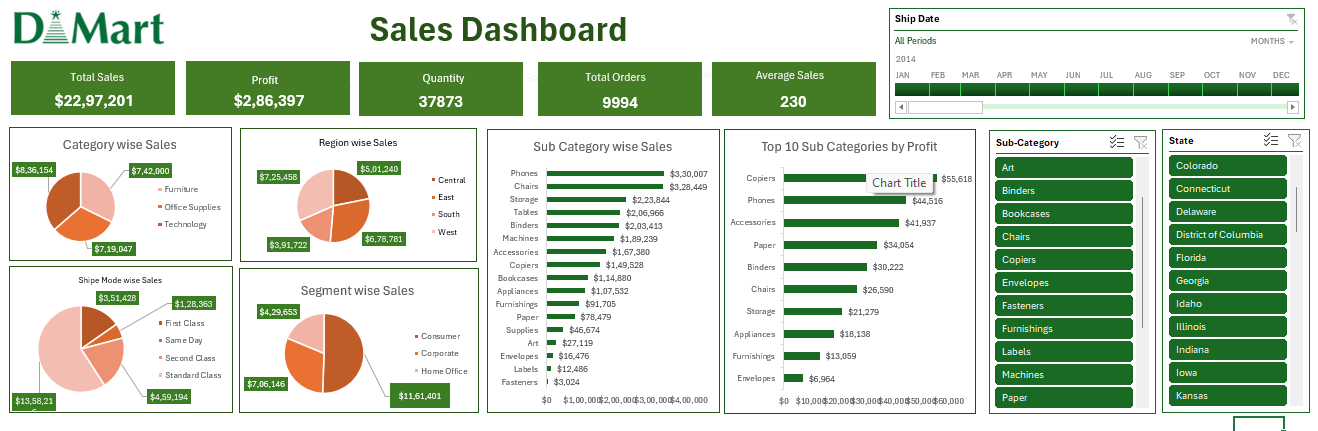 D Mart
Sales Dashboard
Total Sales
$22,97,201
Profit
$2,86,397
Quantity
37873
Total Orders
9994
Average Sales
230
Ship Date
All Periods
MONTHS
2014
JAN FEB MAR APR MAY JUN JUL AUG SEP OCT NOV DEC
Category wise Sales
$8,36,154
$7,42,000
$7,19,047
Furniture
Office Supplies
Technology
Region wise Sales
$7,25,458
$5,01,240
$3,91,722
$6,78,781
Central
East
South
West
Shipe Mode wise Sales
$3,51,428
$1,28,363
$4,59,194
$13,58,21
First Class
Same Day
Second Class
Standard Class
Segment wise Sales
$4,29,653
$7,06,146
$11,61,401
Consumer
Corporate
Home Office
Sub Category wise Sales
Phones $3,30,007
Chairs $3,28,449
Storage $2,23,844
Tables $2,06,966
Binders $2,03,413
Machines $1,89,239
Accessories $1,67,380
Copiers $1,49,528
Bookcases $1,14,880
Appliances $1,07,532
Furnishings $91,705
Paper $78,479
Supplies $46,674
Art $27,119
Envelopes $16,476
Labels $12,486
Fasteners $3,024
$0 $1,00,000 $2,00,000 $3,00,000 $4,00,000
Top 10 Sub Categories by Profit
Copiers $55,618
Chart Title
Phones $44,516
Accessories $41,937
Paper $34,054
Binders $30,222
Chairs $26,590
Storage $21,279
Appliances $18,138
Furnishings $13,059
Envelopes $6,964
$0 $10,000 $20,000 $30,000 $40,000 $50,000 $60,000
Sub-Category
Art
Binders
Bookcases
Chairs
Copiers
Envelopes
Fasteners
Furnishings
Labels
Machines
Paper
State
Colorado
Connecticut
Delaware
District of Columbia
Florida
Georgia
Idaho
Illinois
Indiana
Iowa
Kansas